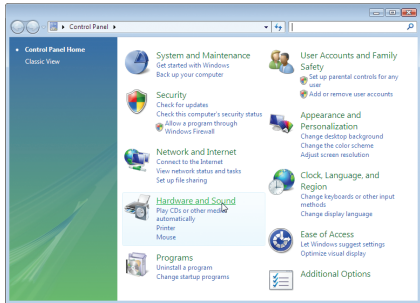 Control Panel
Control Panel Home
Classic View
System and Maintenance
Get started with Windows
Back up your computer
Security
Check for updates
Check this computer's security status
Allow a program through
Windows Firewall
Network and Internet
Connect to the Internet
View network status and tasks
Set up file sharing
Hardware and Sound
Play CDs or other media
automatically
Printer
Mouse
Programs
Uninstall a program
Change startup programs
User Accounts and Family
Safety
Set up parental controls for any
user
Add or remove user accounts
Appearance and
Personalization
Change desktop background
Change the color scheme
Adjust screen resolution
Clock, Language, and
Region
Change keyboards or other input
methods
Change display language
Ease of Access
Let Windows suggest settings
Optimize visual display
Additional Options